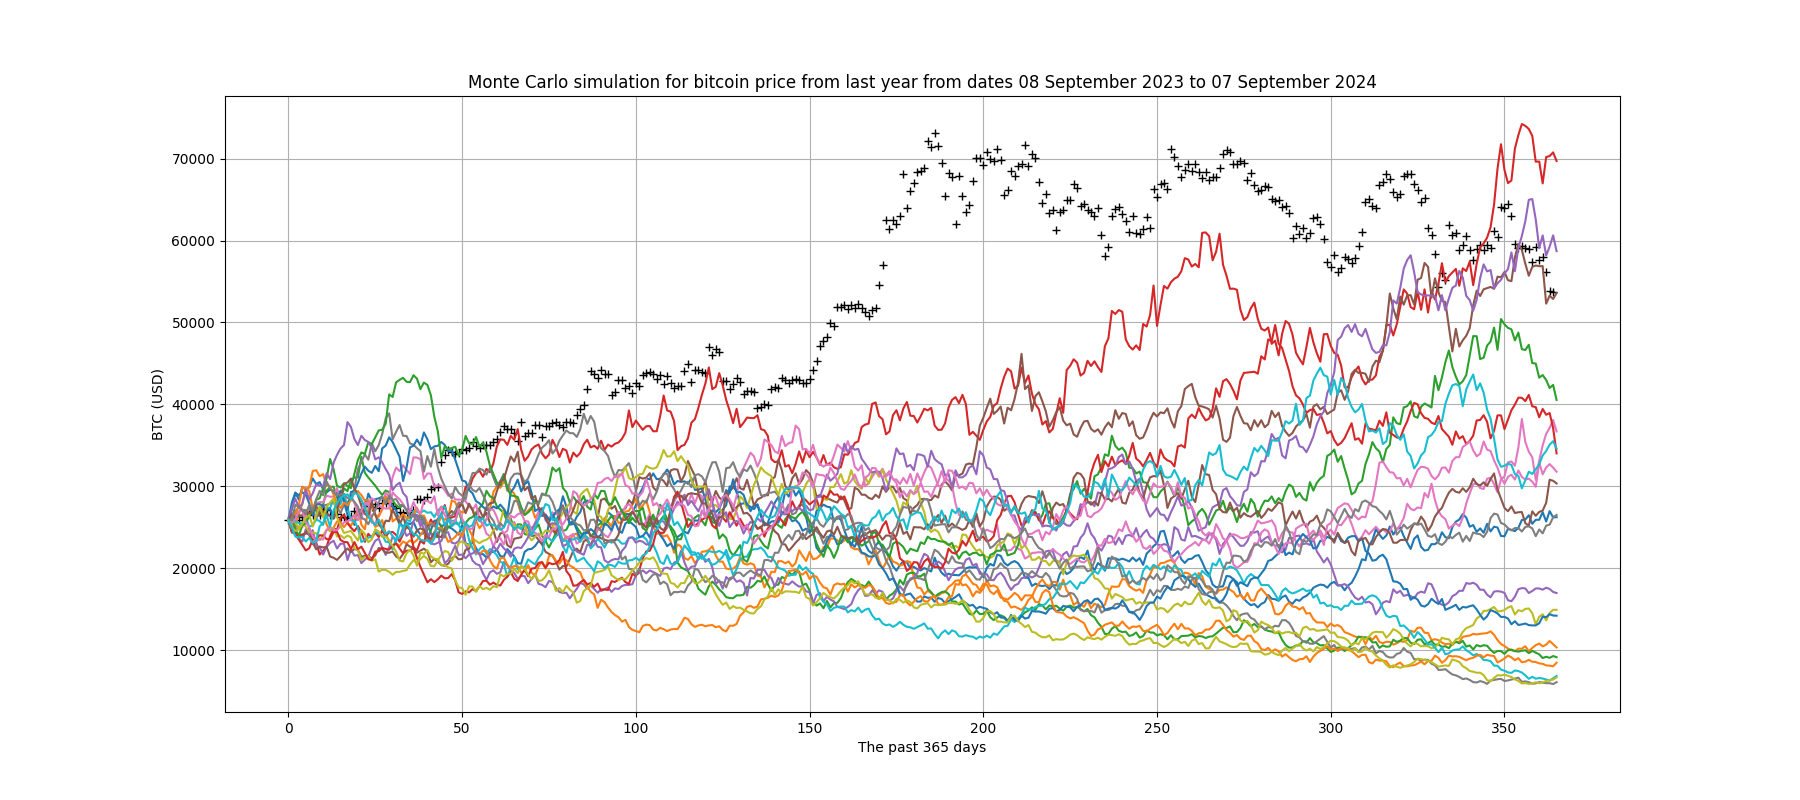 Monte Carlo simulation for bitcoin price from last year from dates 08 September 2023 to 07 September 2024
70000
60000
50000
40000
30000
20000
10000
BTC (USD)
0 50 100 150 200 250 300 350
The past 365 days